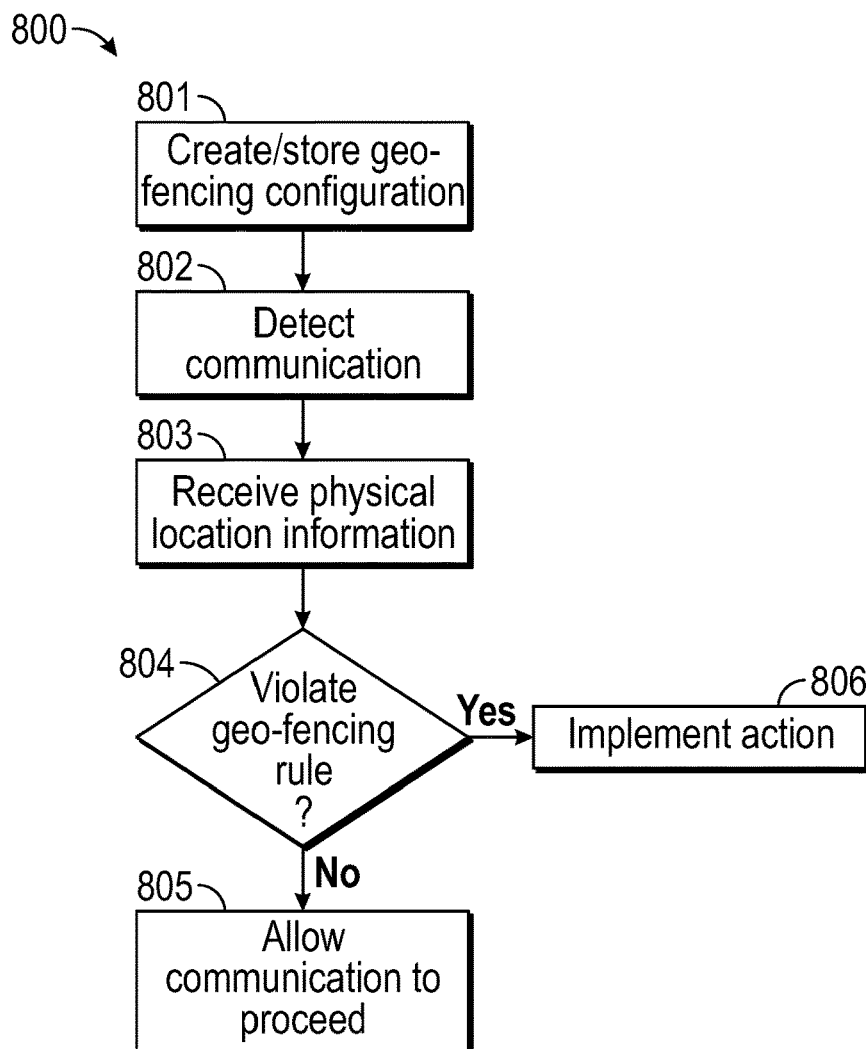 800
801
Create/store geo-
fencing configuration
802
Detect
communication
803
Receive physical
location information
804
Violate
geo-fencing
rule
?
Yes
806
Implement action
No
805
Allow
communication to
proceed